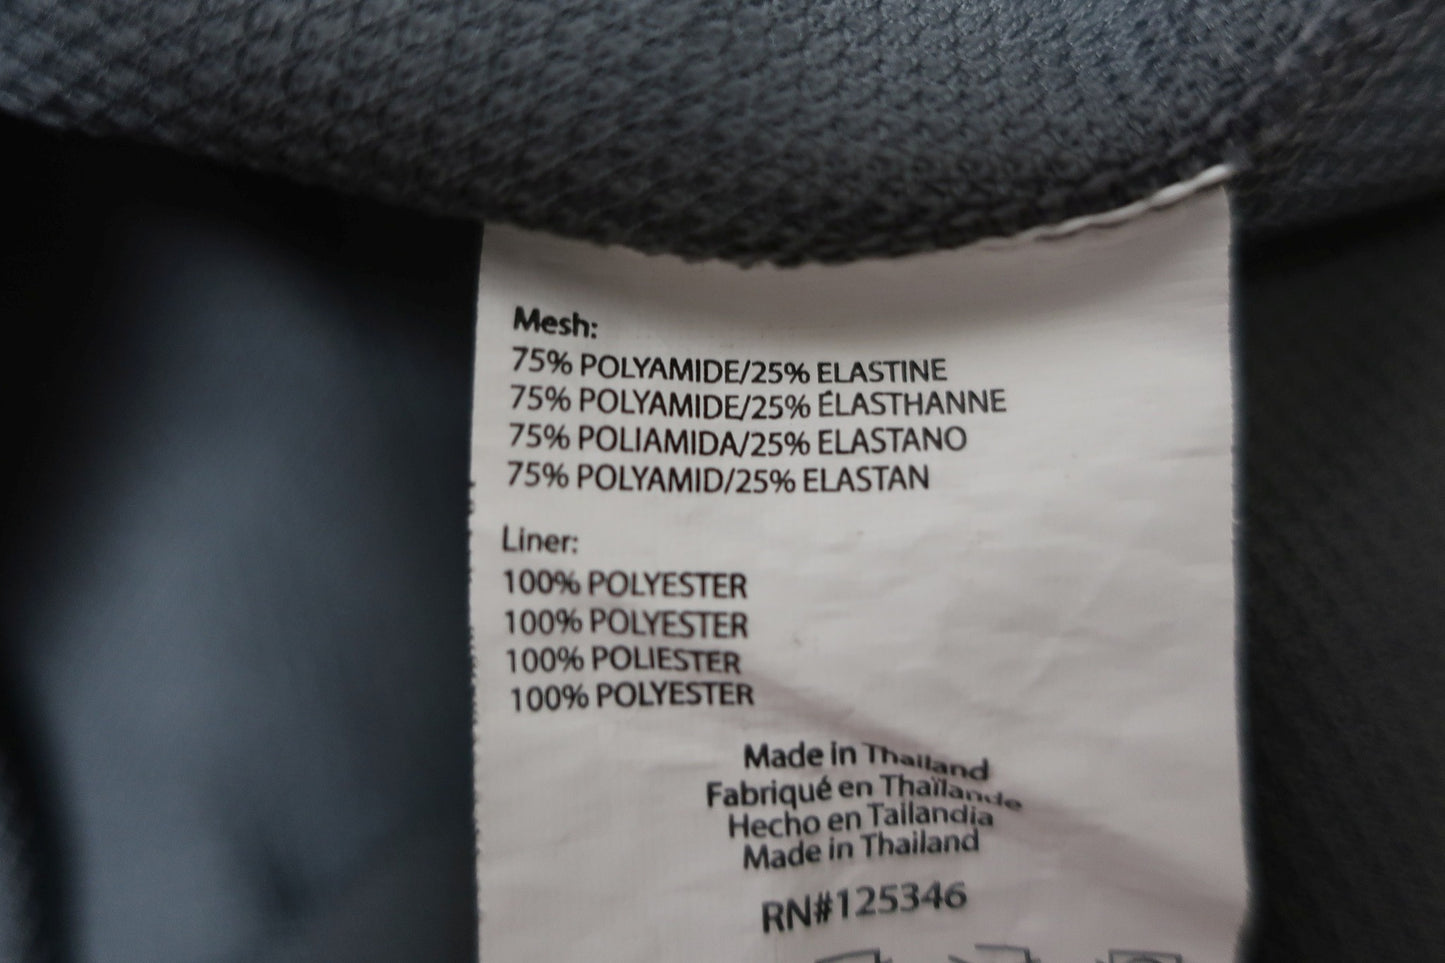 Mesh:
75% POLYAMIDE/25% ELASTINE
75% POLYAMIDE/25% ÉLASTHANNE
75% POLIAMIDA/25% ELASTANO
75% POLYAMID/25% ELASTAN
Liner:
100% POLYESTER
100% POLYESTER
100% POLIESTER
100% POLYESTER
Made in Thailand
Fabriqué en Thaïlande
Hecho en Tailandia
Made in Thailand
RN#125346